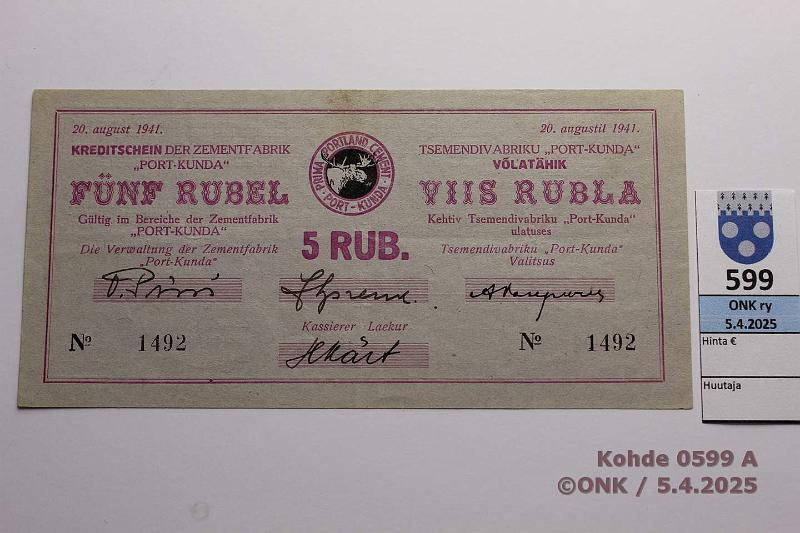 20. august 1941.
KREDITSCHEIN DER ZEMENTFABRIK
„PORT-KUNDA“
FÜNF RUBEL
Gültig im Bereiche der Zementfabrik
„PORT-KUNDA“
Die Verwaltung der Zementfabrik
„Port-Kunda“
PRIMA PORTLAND CEMENT
PORT-KUNDA
5 RUB.
Kassierer Laekur
20. augustil 1941.
TSEMENDIVABRIKU „PORT-KUNDA“
VÕLATÄHIK
VIIS RUBLA
Kehtiv Tsemendivabriku „Port-Kunda“
ulatuses
Tsemendivabriku „Port-Kunda“
Valitsus
Nº 1492
Nº 1492
599
ONK ry
5.4.2025
Hinta €
Huutaja
Kohde 0599 A
©ONK / 5.4.2025